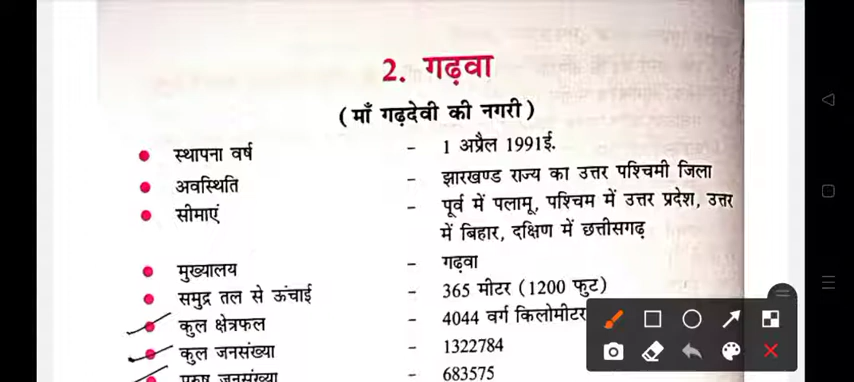 2. गढ़वा
(माँ गढ़देवी की नगरी)
स्थापना वर्ष - 1 अप्रैल 1991ई.
अवस्थिति - झारखण्ड राज्य का उत्तर पश्चिमी जिला
सीमाएं - पूर्व में पलामू, पश्चिम में उत्तर प्रदेश, उत्तर
में बिहार, दक्षिण में छत्तीसगढ़
मुख्यालय - गढ़वा
समुद्र तल से ऊंचाई - 365 मीटर (1200 फुट)
कुल क्षेत्रफल - 4044 वर्ग किलोमीटर
कुल जनसंख्या - 1322784
पुरुष जनसंख्या - 683575